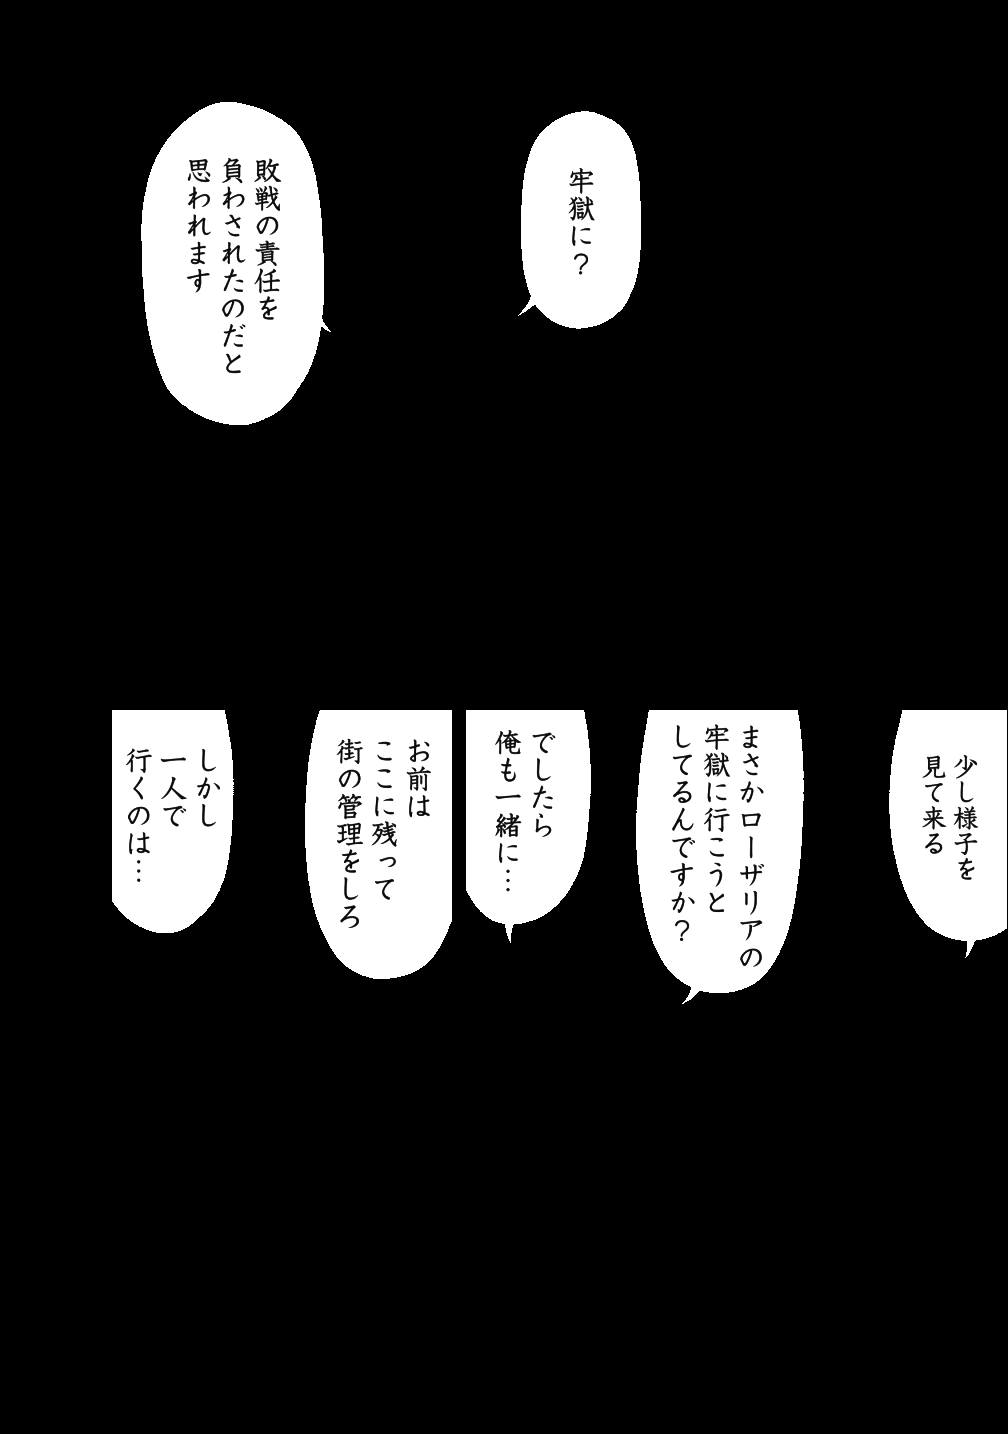 牢獄に?
敗戦の責任を
負わされたのだと
思われます
少し様子を
見て来る
まさかローザリアの
牢獄に行こうと
してるんですか?
でしたら
俺も一緒に…
お前は
ここに残って
街の管理をしろ
しかし
一人で
行くのは…